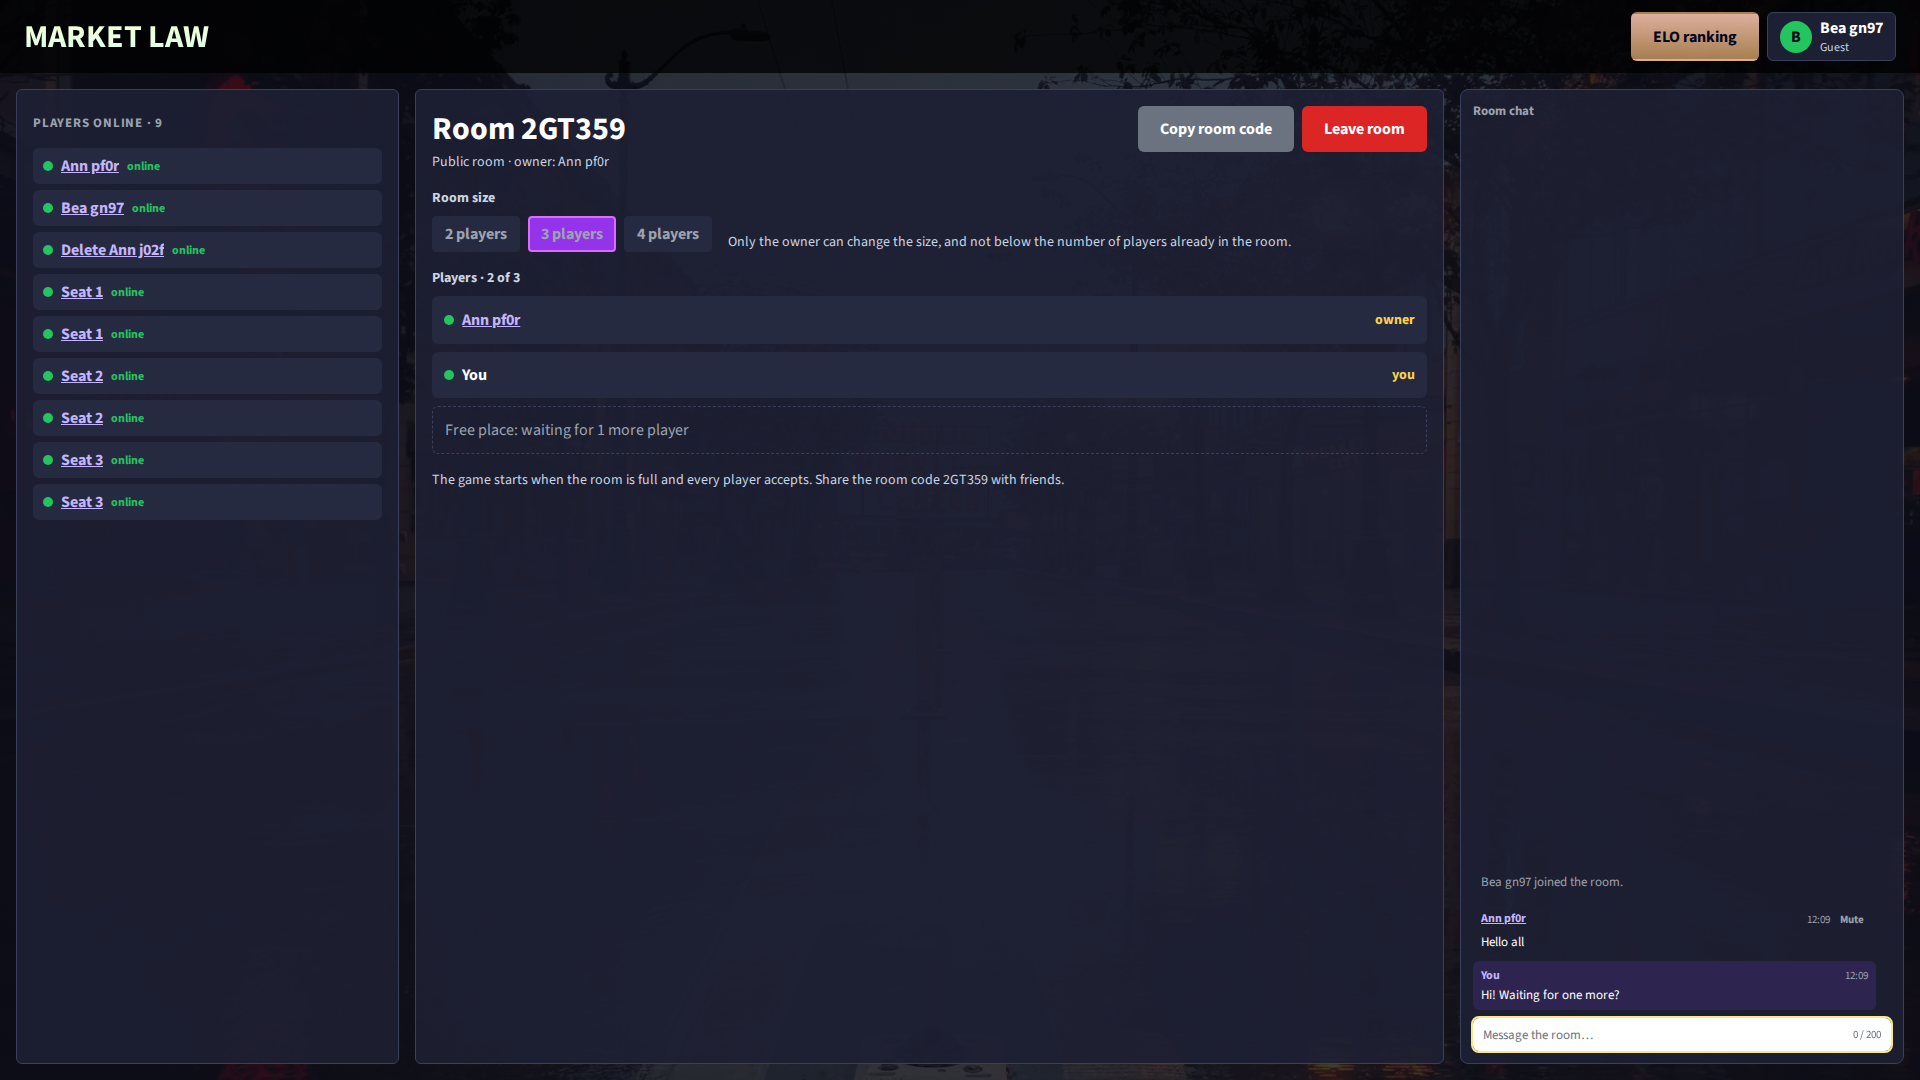 MARKET LAW
ELO ranking
B
Bea gn97
Guest
PLAYERS ONLINE · 9
Ann pf0r online
Bea gn97 online
Delete Ann j02f online
Seat 1 online
Seat 1 online
Seat 2 online
Seat 2 online
Seat 3 online
Seat 3 online
Room 2GT359
Copy room code
Leave room
Public room · owner: Ann pf0r
Room size
2 players
3 players
4 players
Only the owner can change the size, and not below the number of players already in the room.
Players · 2 of 3
Ann pf0r owner
You you
Free place: waiting for 1 more player
The game starts when the room is full and every player accepts. Share the room code 2GT359 with friends.
Room chat
Bea gn97 joined the room.
Ann pf0r 12:09 Mute
Hello all
You 12:09
Hi! Waiting for one more?
Message the room… 0 / 200